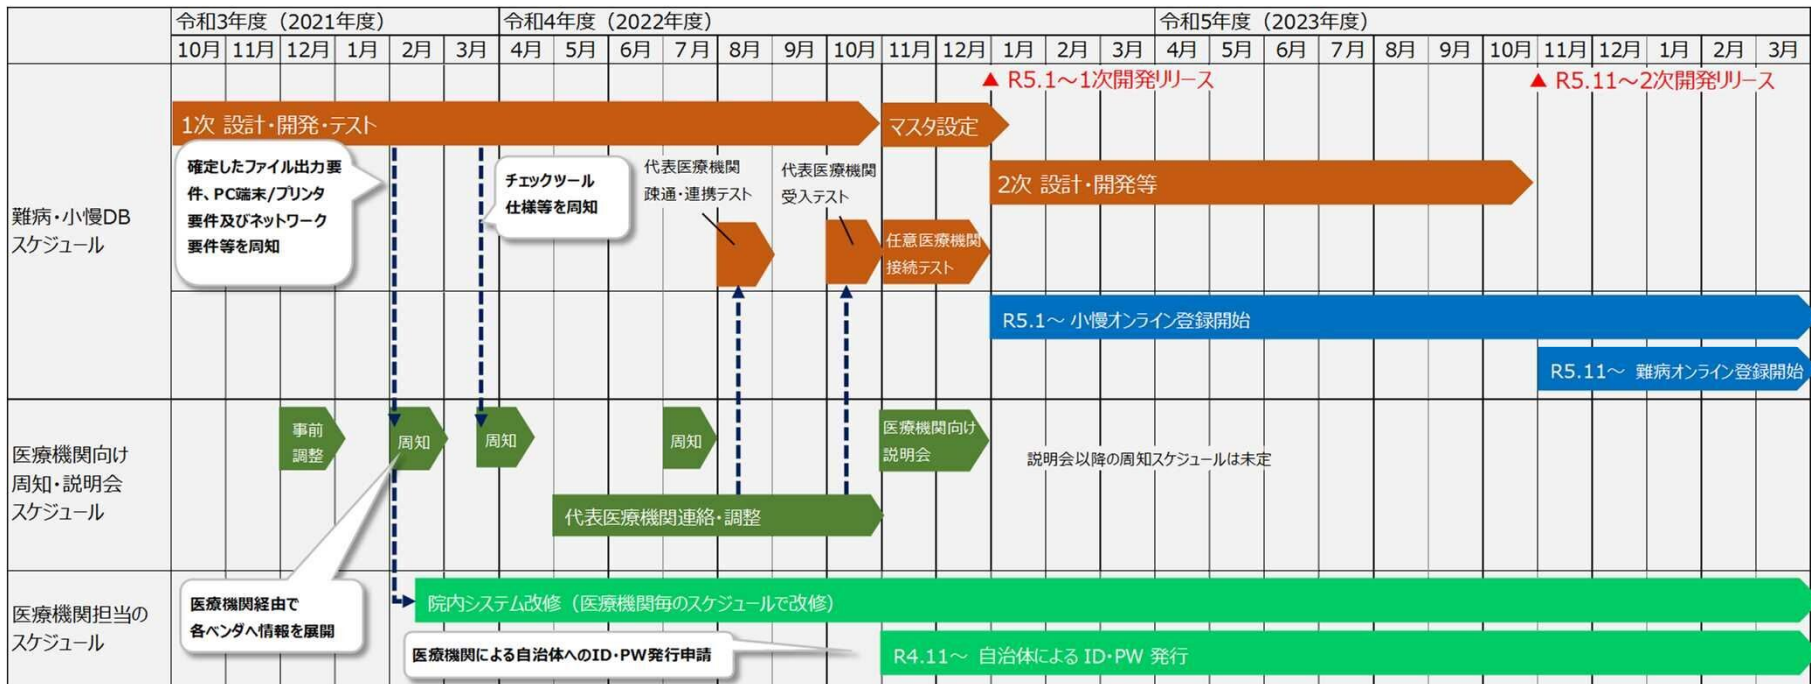 令和3年度（2021年度）
令和4年度（2022年度）
令和5年度（2023年度）
10月 11月 12月 1月 2月 3月 4月 5月 6月 7月 8月 9月 10月 11月 12月 1月 2月 3月 4月 5月 6月 7月 8月 9月 10月 11月 12月 1月 2月 3月
難病・小慢DB
スケジュール
▲ R5.1～1次開発リリース
▲ R5.11～2次開発リリース
1次 設計・開発・テスト
マスタ設定
確定したファイル出力要
件、PC端末/プリンタ
要件及びネットワーク
要件等を周知
チェックツール
仕様等を周知
代表医療機関
疎通・連携テスト
代表医療機関
受入テスト
2次 設計・開発等
任意医療機関
接続テスト
R5.1～ 小慢オンライン登録開始
R5.11～ 難病オンライン登録開始
医療機関向け
周知・説明会
スケジュール
事前
調整
周知
周知
周知
医療機関向け
説明会
説明会以降の周知スケジュールは未定
代表医療機関連絡・調整
医療機関担当の
スケジュール
医療機関経由で
各ベンダへ情報を展開
院内システム改修（医療機関毎のスケジュールで改修）
医療機関による自治体へのID・PW発行申請
R4.11～ 自治体による ID・PW 発行